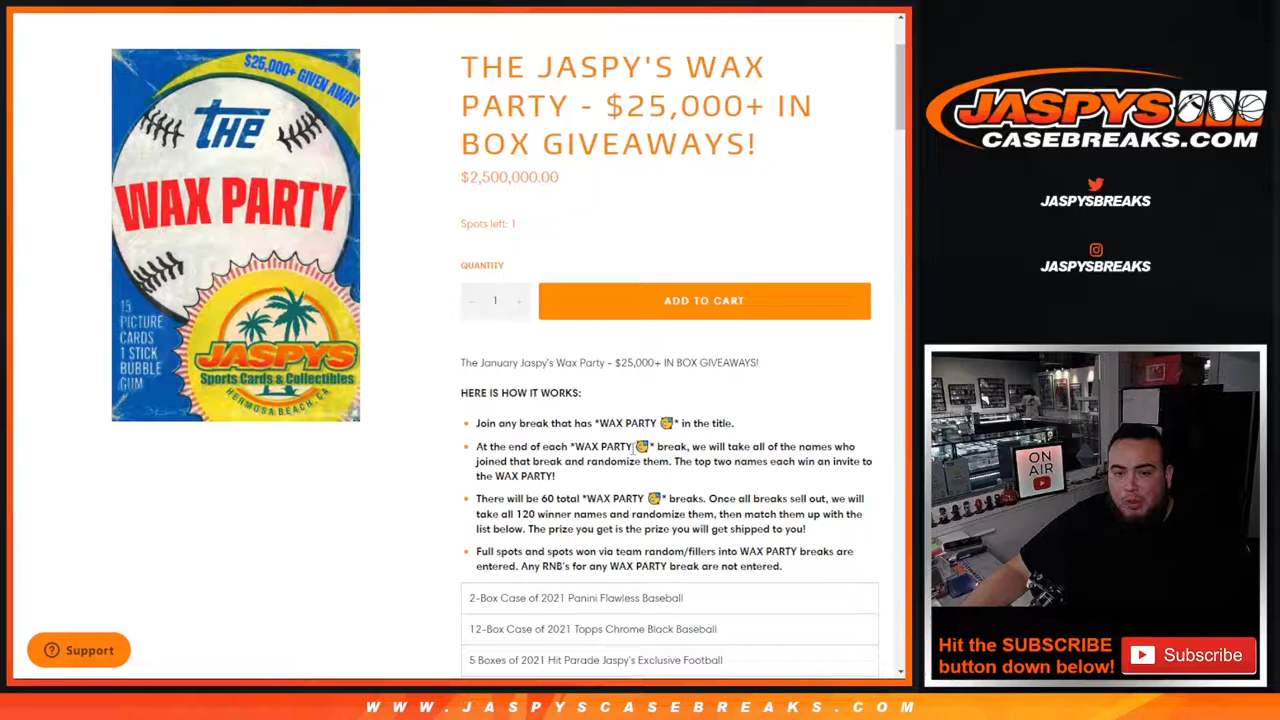 $25,000+ GIVEN AWAY
THE
WAX PARTY
15
PICTURE
CARDS
1 STICK
BUBBLE
GUM
JASPYS
Sports Cards & Collectibles
HERMOSA BEACH, CA
Support
THE JASPY'S WAX
PARTY - $25,000+ IN
BOX GIVEAWAYS!
$2,500,000.00
Spots left: 1
QUANTITY
− 1 +
ADD TO CART
The January Jaspy's Wax Party - $25,000+ IN BOX GIVEAWAYS!
HERE IS HOW IT WORKS:
Join any break that has *WAX PARTY 🥳* in the title.
At the end of each *WAX PARTY 🥳* break, we will take all of the names who
joined that break and randomize them. The top two names each win an invite to
the WAX PARTY!
There will be 60 total *WAX PARTY 🥳* breaks. Once all breaks sell out, we will
take all 120 winner names and randomize them, then match them up with the
list below. The prize you get is the prize you will get shipped to you!
Full spots and spots won via team random/fillers into WAX PARTY breaks are
entered. Any RNB's for any WAX PARTY break are not entered.
2-Box Case of 2021 Panini Flawless Baseball
12-Box Case of 2021 Topps Chrome Black Baseball
5 Boxes of 2021 Hit Parade Jaspy's Exclusive Football
JASPYS
CASEBREAKS.COM
JASPYSBREAKS
JASPYSBREAKS
ON
AIR
Hit the SUBSCRIBE
button down below!
Subscribe
WWW.JASPYSCASEBREAKS.COM